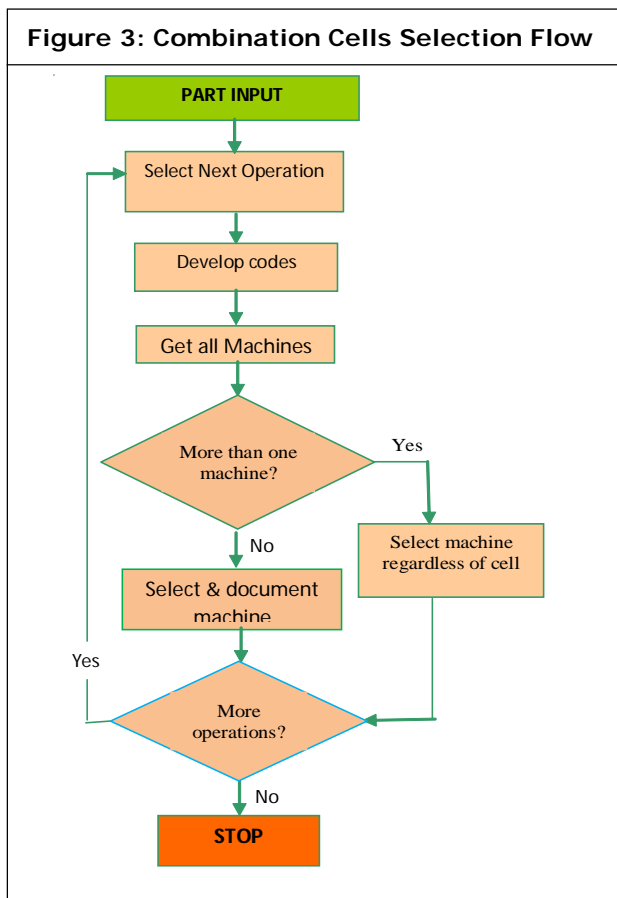 Figure 3: Combination Cells Selection Flow
PART INPUT
Select Next Operation
Develop codes
Get all Machines
More than one
machine?
Yes
No
Select machine
regardless of cell
Select & document
machine
Yes
More
operations?
No
STOP